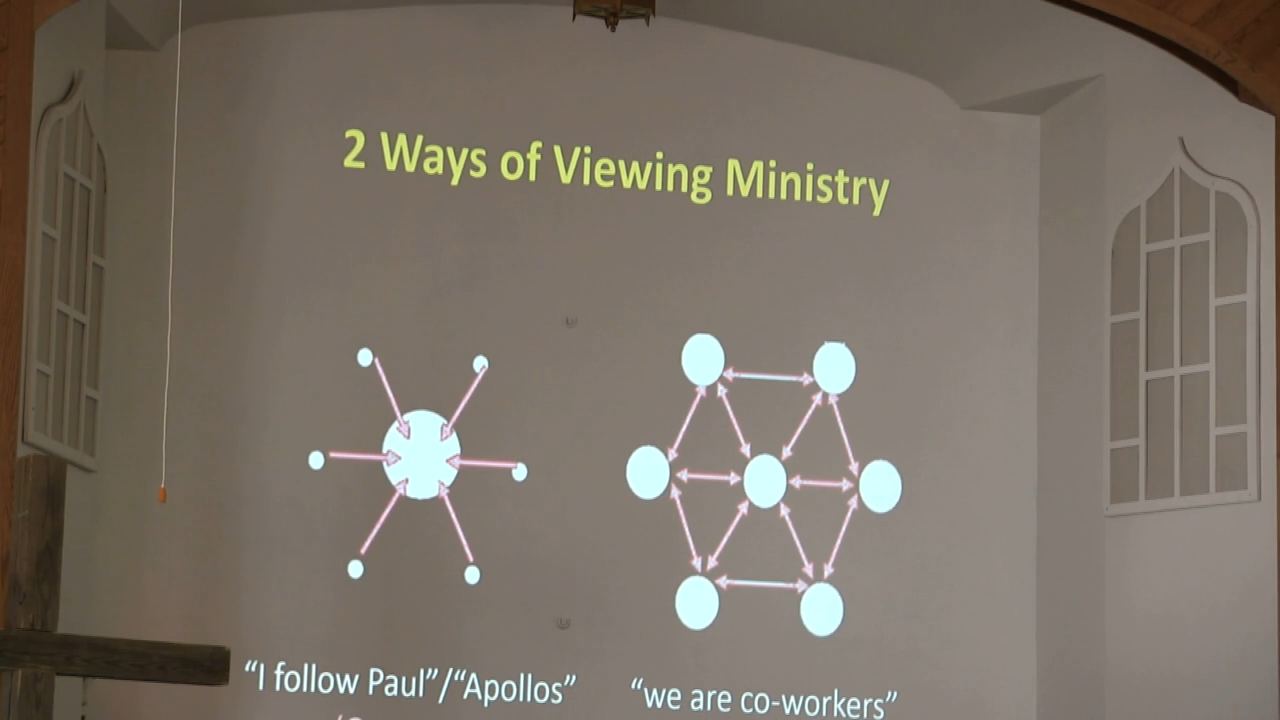 2 Ways of Viewing Ministry
“I follow Paul”/“Apollos”
“we are co-workers”